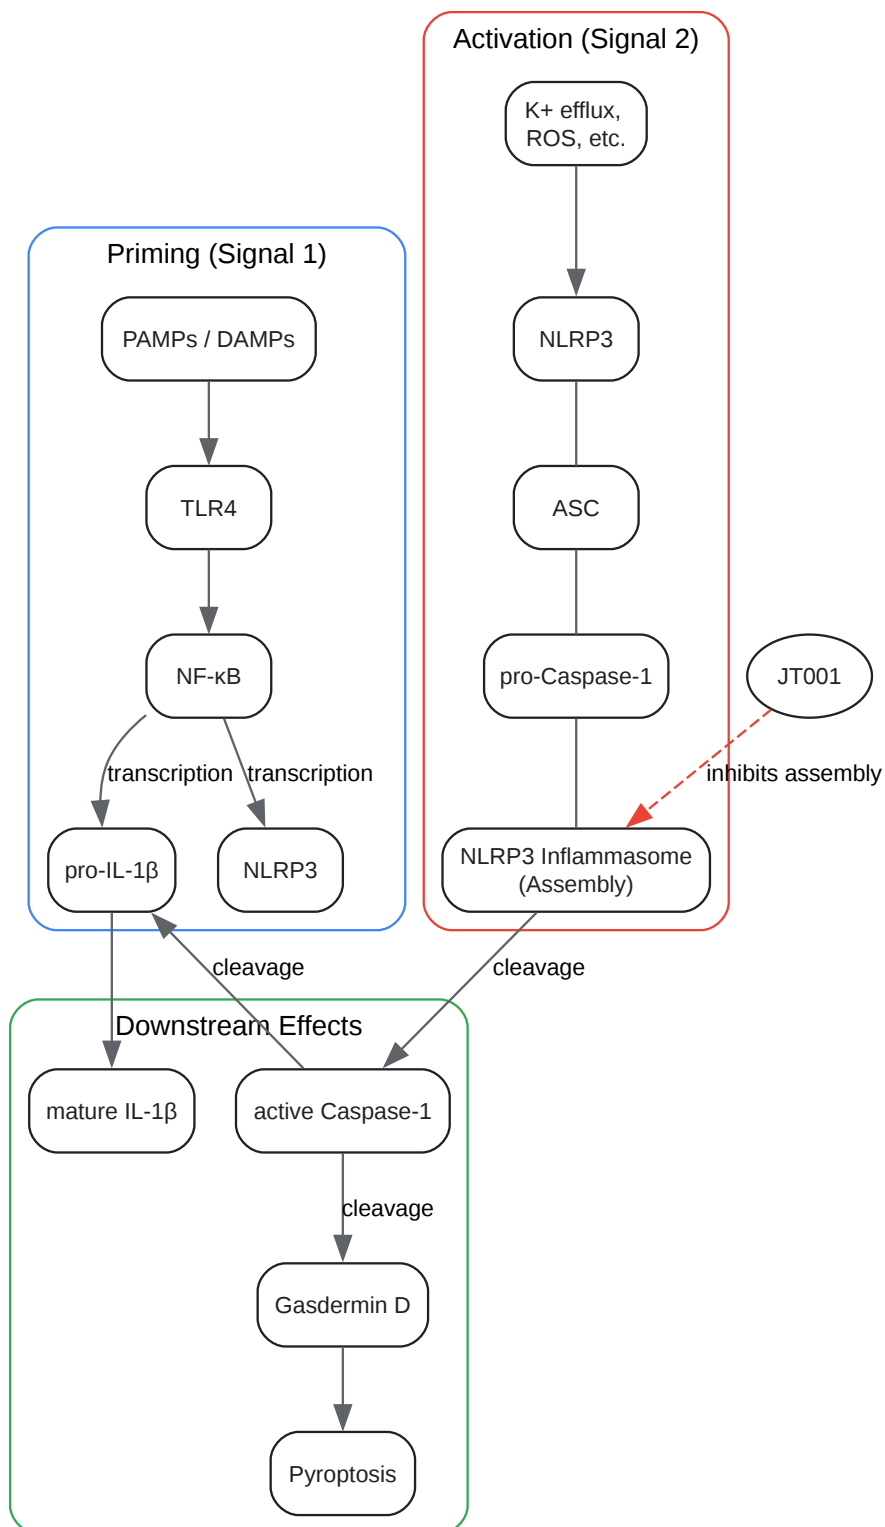 Activation (Signal 2)
K+ efflux,
ROS, etc.
Priming (Signal 1)
PAMPs / DAMPs
NLRP3
TLR4
ASC
NF-κB
pro-Caspase-1
JT001
transcription
transcription
inhibits assembly
pro-IL-1β
NLRP3
NLRP3 Inflammasome
(Assembly)
cleavage
cleavage
Downstream Effects
mature IL-1β
active Caspase-1
cleavage
Gasdermin D
Pyroptosis